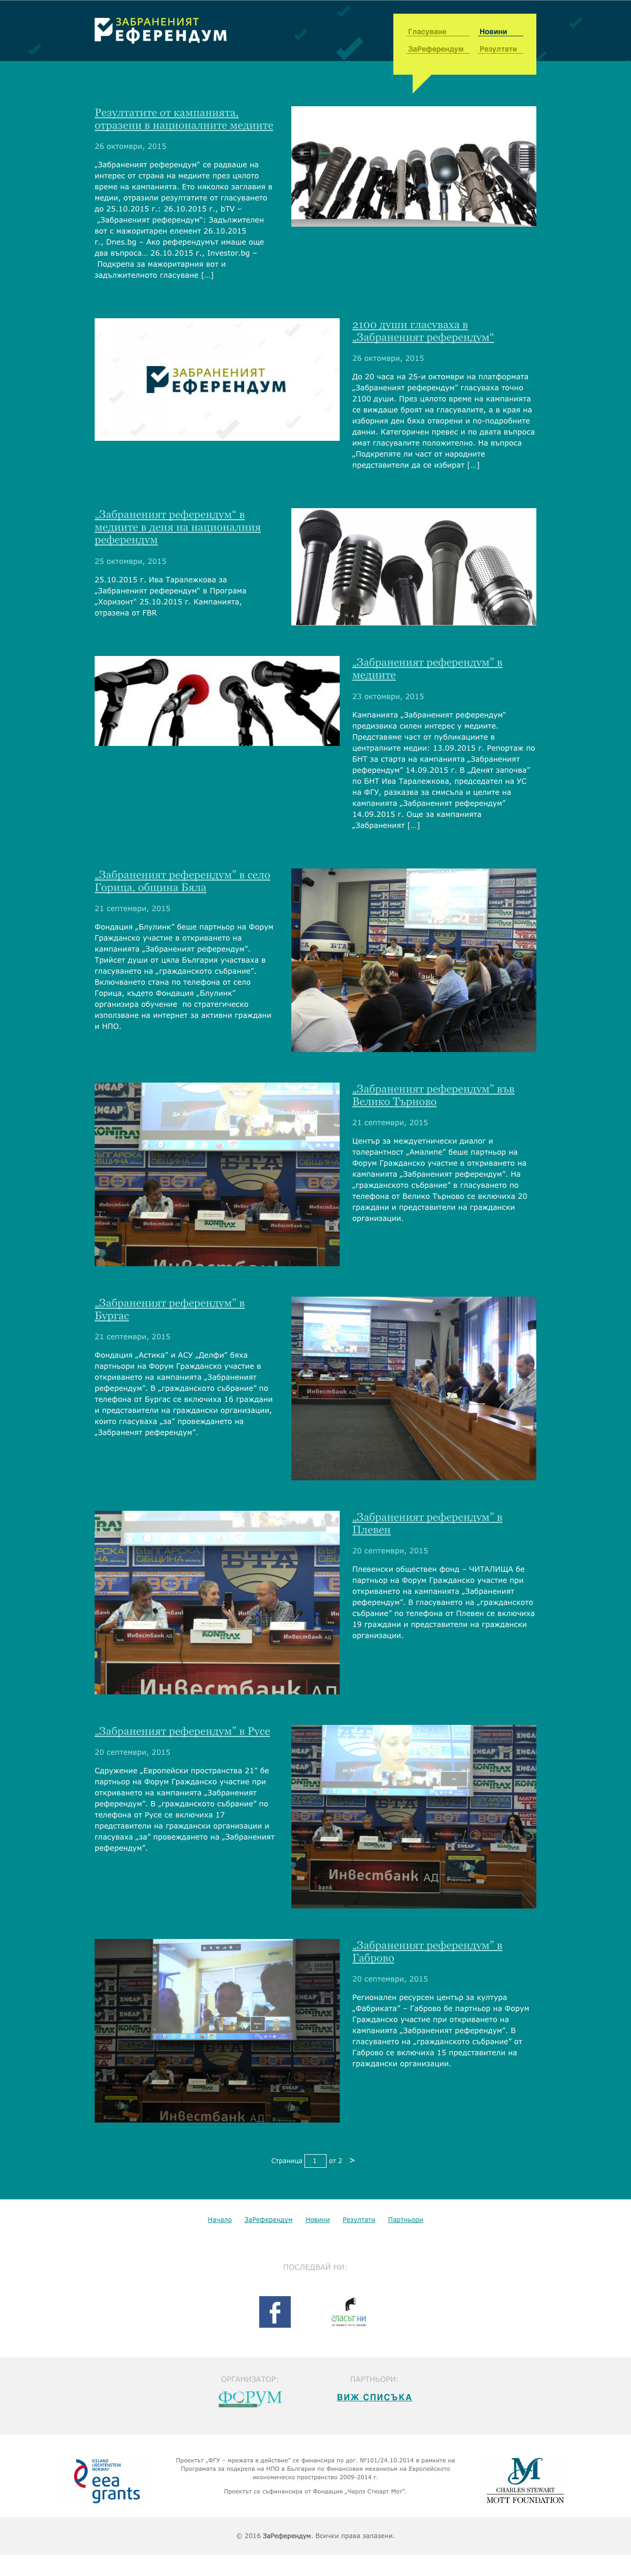 ЗАБРАНЕНИЯТ
РЕФЕРЕНДУМ
Гласуване
Новини
ЗаРеферендум
Резултати
Резултатите от кампанията,
отразени в националните медиите
26 октомври, 2015
„Забраненият референдум“ се радваше на
интерес от страна на медиите през цялото
време на кампанията. Ето няколко заглавия в
медии, отразили резултатите от гласуването
до 25.10.2015 г.: 26.10.2015 г., bTV –
„Забраненият референдум“: Задължителен
вот с мажоритарен елемент 26.10.2015
г., Dnes.bg – Ако референдумът имаше още
два въпроса… 26.10.2015 г., Investor.bg –
Подкрепа за мажоритарния вот и
задължителното гласуване […]
ЗАБРАНЕНИЯТ
РЕФЕРЕНДУМ
2100 души гласуваха в
„Забраненият референдум“
26 октомври, 2015
До 20 часа на 25-и октомври на платформата
„Забраненият референдум“ гласуваха точно
2100 души. През цялото време на кампанията
се виждаше броят на гласувалите, а в края на
изборния ден бяха отворени и по-подробните
данни. Категоричен превес и по двата въпроса
имат гласувалите положително. На въпроса
„Подкрепяте ли част от народните
представители да се избират […]
„Забраненият референдум“ в
медиите в деня на националния
референдум
25 октомври, 2015
25.10.2015 г. Ива Таралежкова за
„Забраненият референдум“ в Програма
„Хоризонт“ 25.10.2015 г. Кампанията,
отразена от FBR
„Забраненият референдум” в
медиите
23 октомври, 2015
Кампанията „Забраненият референдум“
предизвика силен интерес у медиите.
Представяме част от публикациите в
централните медии: 13.09.2015 г. Репортаж по
БНТ за старта на кампанията „Забраненият
референдум“ 14.09.2015 г. В „Денят започва“
по БНТ Ива Таралежкова, председател на УС
на ФГУ, разказва за смисъла и целите на
кампанията „Забраненият референдум“
14.09.2015 г. Още за кампанията
„Забраненият […]
„Забраненият референдум” в село
Горица, община Бяла
21 септември, 2015
Фондация „Блулинк“ беше партньор на Форум
Гражданско участие в откриването на
кампанията „Забраненият референдум“.
Трийсет души от цяла България участваха в
гласуването на „гражданското събрание“.
Включването стана по телефона от село
Горица, където Фондация „Блулинк“
организира обучение по стратегическо
използване на интернет за активни граждани
и НПО.
БТА
„Забраненият референдум” във
Велико Търново
21 септември, 2015
Център за междуетнически диалог и
толерантност „Амалипе“ беше партньор на
Форум Гражданско участие в откриването на
кампанията „Забраненият референдум“. На
„гражданското събрание“ в гласуването по
телефона от Велико Търново се включиха 20
граждани и представители на граждански
организации.
KONTRAX
БЪЛГАРСКА
ОБЩИНА
БТА
ВОТ
Инвестбанк АД
„Забраненият референдум” в
Бургас
21 септември, 2015
Фондация „Астика“ и АСУ „Делфи“ бяха
партньори на Форум Гражданско участие в
откриването на кампанията „Забраненият
референдум“. В „гражданското събрание“ по
телефона от Бургас се включиха 16 граждани
и представители на граждански организации,
които гласуваха „за“ провеждането на
„Забраненият референдум“.
Инвестбанк АД
„Забраненият референдум” в
Плевен
20 септември, 2015
Плевенски обществен фонд – ЧИТАЛИЩА бе
партньор на Форум Гражданско участие при
откриването на кампанията „Забраненият
референдум“. В гласуването на „гражданското
събрание“ по телефона от Плевен се включиха
19 граждани и представители на граждански
организации.
БЪЛГАРСКА
ОБЩИНА
БТА
KONTRAX
Инвестбанк АД
„Забраненият референдум” в Русе
20 септември, 2015
Сдружение „Европейски пространства 21“ бе
партньор на Форум Гражданско участие при
откриването на кампанията „Забраненият
референдум“. В „гражданското събрание“ по
телефона от Русе се включиха 17
представители на граждански организации и
гласуваха „за“ провеждането на „Забраненият
референдум“.
Инвестбанк АД
„Забраненият референдум” в
Габрово
20 септември, 2015
Регионален ресурсен център за култура
„Фабриката“ – Габрово бе партньор на Форум
Гражданско участие при откриването на
кампанията „Забраненият референдум“. В
гласуването на „гражданското събрание“ от
Габрово се включиха 15 представители на
граждански организации.
Инвестбанк АД
Страница 1 от 2 >
Начало ЗаРеферендум Новини Резултати Партньори
ПОСЛЕДВАЙ НИ:
f
гласът ни
ОРГАНИЗАТОР:
ПАРТНЬОРИ:
ФОРУМ
ВИЖ СПИСЪКА
ICELAND
LIECHTENSTEIN
NORWAY
eea
grants
Проектът „ФГУ – мрежата в действие“ се финансира по дог. №101/24.10.2014 в рамките на
Програмата за подкрепа на НПО в България по Финансовия механизъм на Европейското
икономическо пространство 2009-2014 г.
Проектът се съфинансира от Фондация „Чарлз Стюарт Мот“.
M
CHARLES STEWART
MOTT FOUNDATION
© 2016 ЗаРеферендум. Всички права запазени.